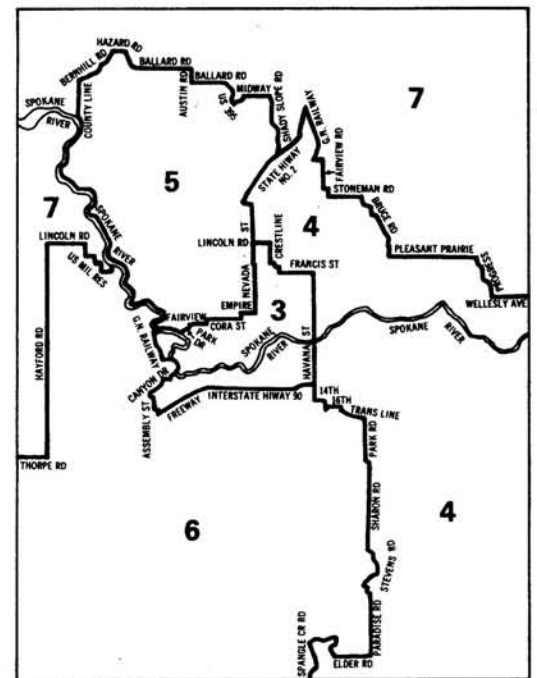 HAZARD RD
BERNHILL RD
BALLARD RD
AUSTIN RD
BALLARD RD
MIDWAY
SHADY SLOPE RD
G.N. RAILWAY
7
SPOKANE
RIVER
COUNTY LINE
US 395
STATE HIWAY
NO. 2
FAIRVIEW RD
STONEMAN RD
BRUCE RD
5
4
7
SPOKANE
RIVER
LINCOLN RD
US MIL RES
LINCOLN RD
NEVADA ST
CRESTLINE
FRANCIS ST
PLEASANT PRAIRIE
PROGRESS
WELLESLY AVE
HAYFORD RD
G.N. RAILWAY
FAIRVIEW
EMPIRE
CORA ST
PARK
DR
3
SPOKANE
RIVER
HAVANA ST
SPOKANE
RIVER
CANYON DR
ASSEMBLY ST
FREEWAY
INTERSTATE HIWAY 90
14TH
16TH
TRANS LINE
PARK RD
THORPE RD
SHARON RD
6
4
STEVENS RD
PARADISE RD
SPANGLE CR RD
ELDER RD